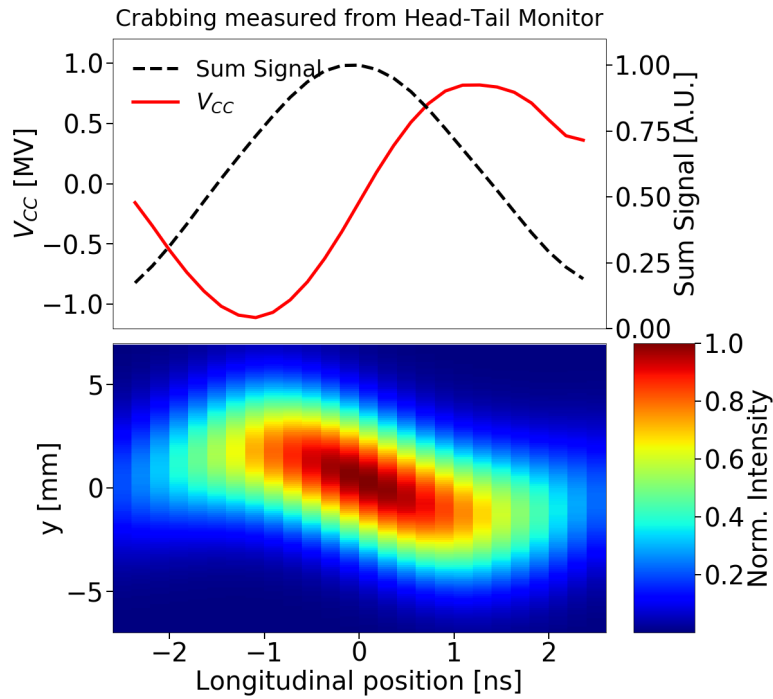 Crabbing measured from Head-Tail Monitor
1.0
0.5
0.0
−0.5
−1.0
V_CC [MV]
Sum Signal
V_CC
1.00
0.75
0.50
0.25
0.00
Sum Signal [A.U.]
5
0
−5
y [mm]
−2
−1
0
1
2
Longitudinal position [ns]
1.0
0.8
0.6
0.4
0.2
Norm. Intensity